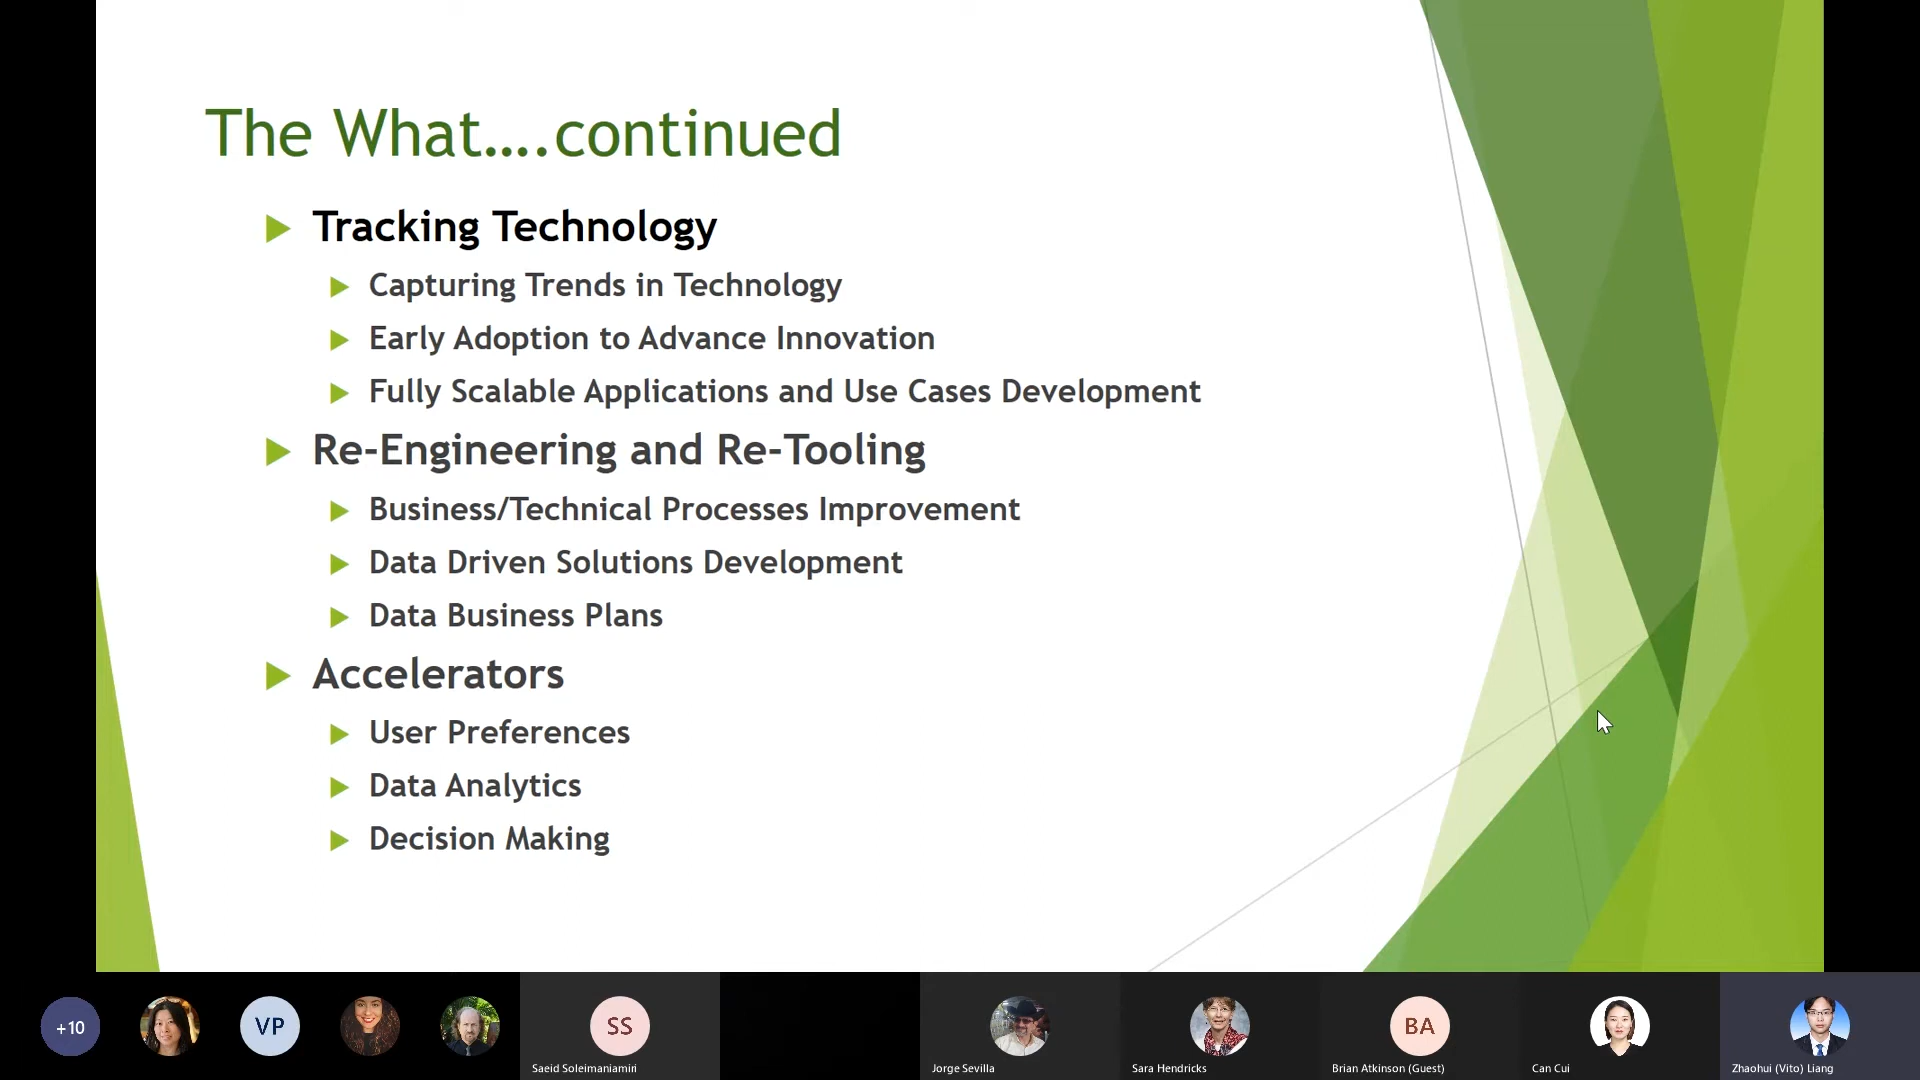 The What....continued
Tracking Technology
Capturing Trends in Technology
Early Adoption to Advance Innovation
Fully Scalable Applications and Use Cases Development
Re-Engineering and Re-Tooling
Business/Technical Processes Improvement
Data Driven Solutions Development
Data Business Plans
Accelerators
User Preferences
Data Analytics
Decision Making
+10
VP
SS
BA
Saeid Soleimaniamiri
Jorge Sevilla
Sara Hendricks
Brian Atkinson (Guest)
Can Cui
Zhaohui (Vito) Liang